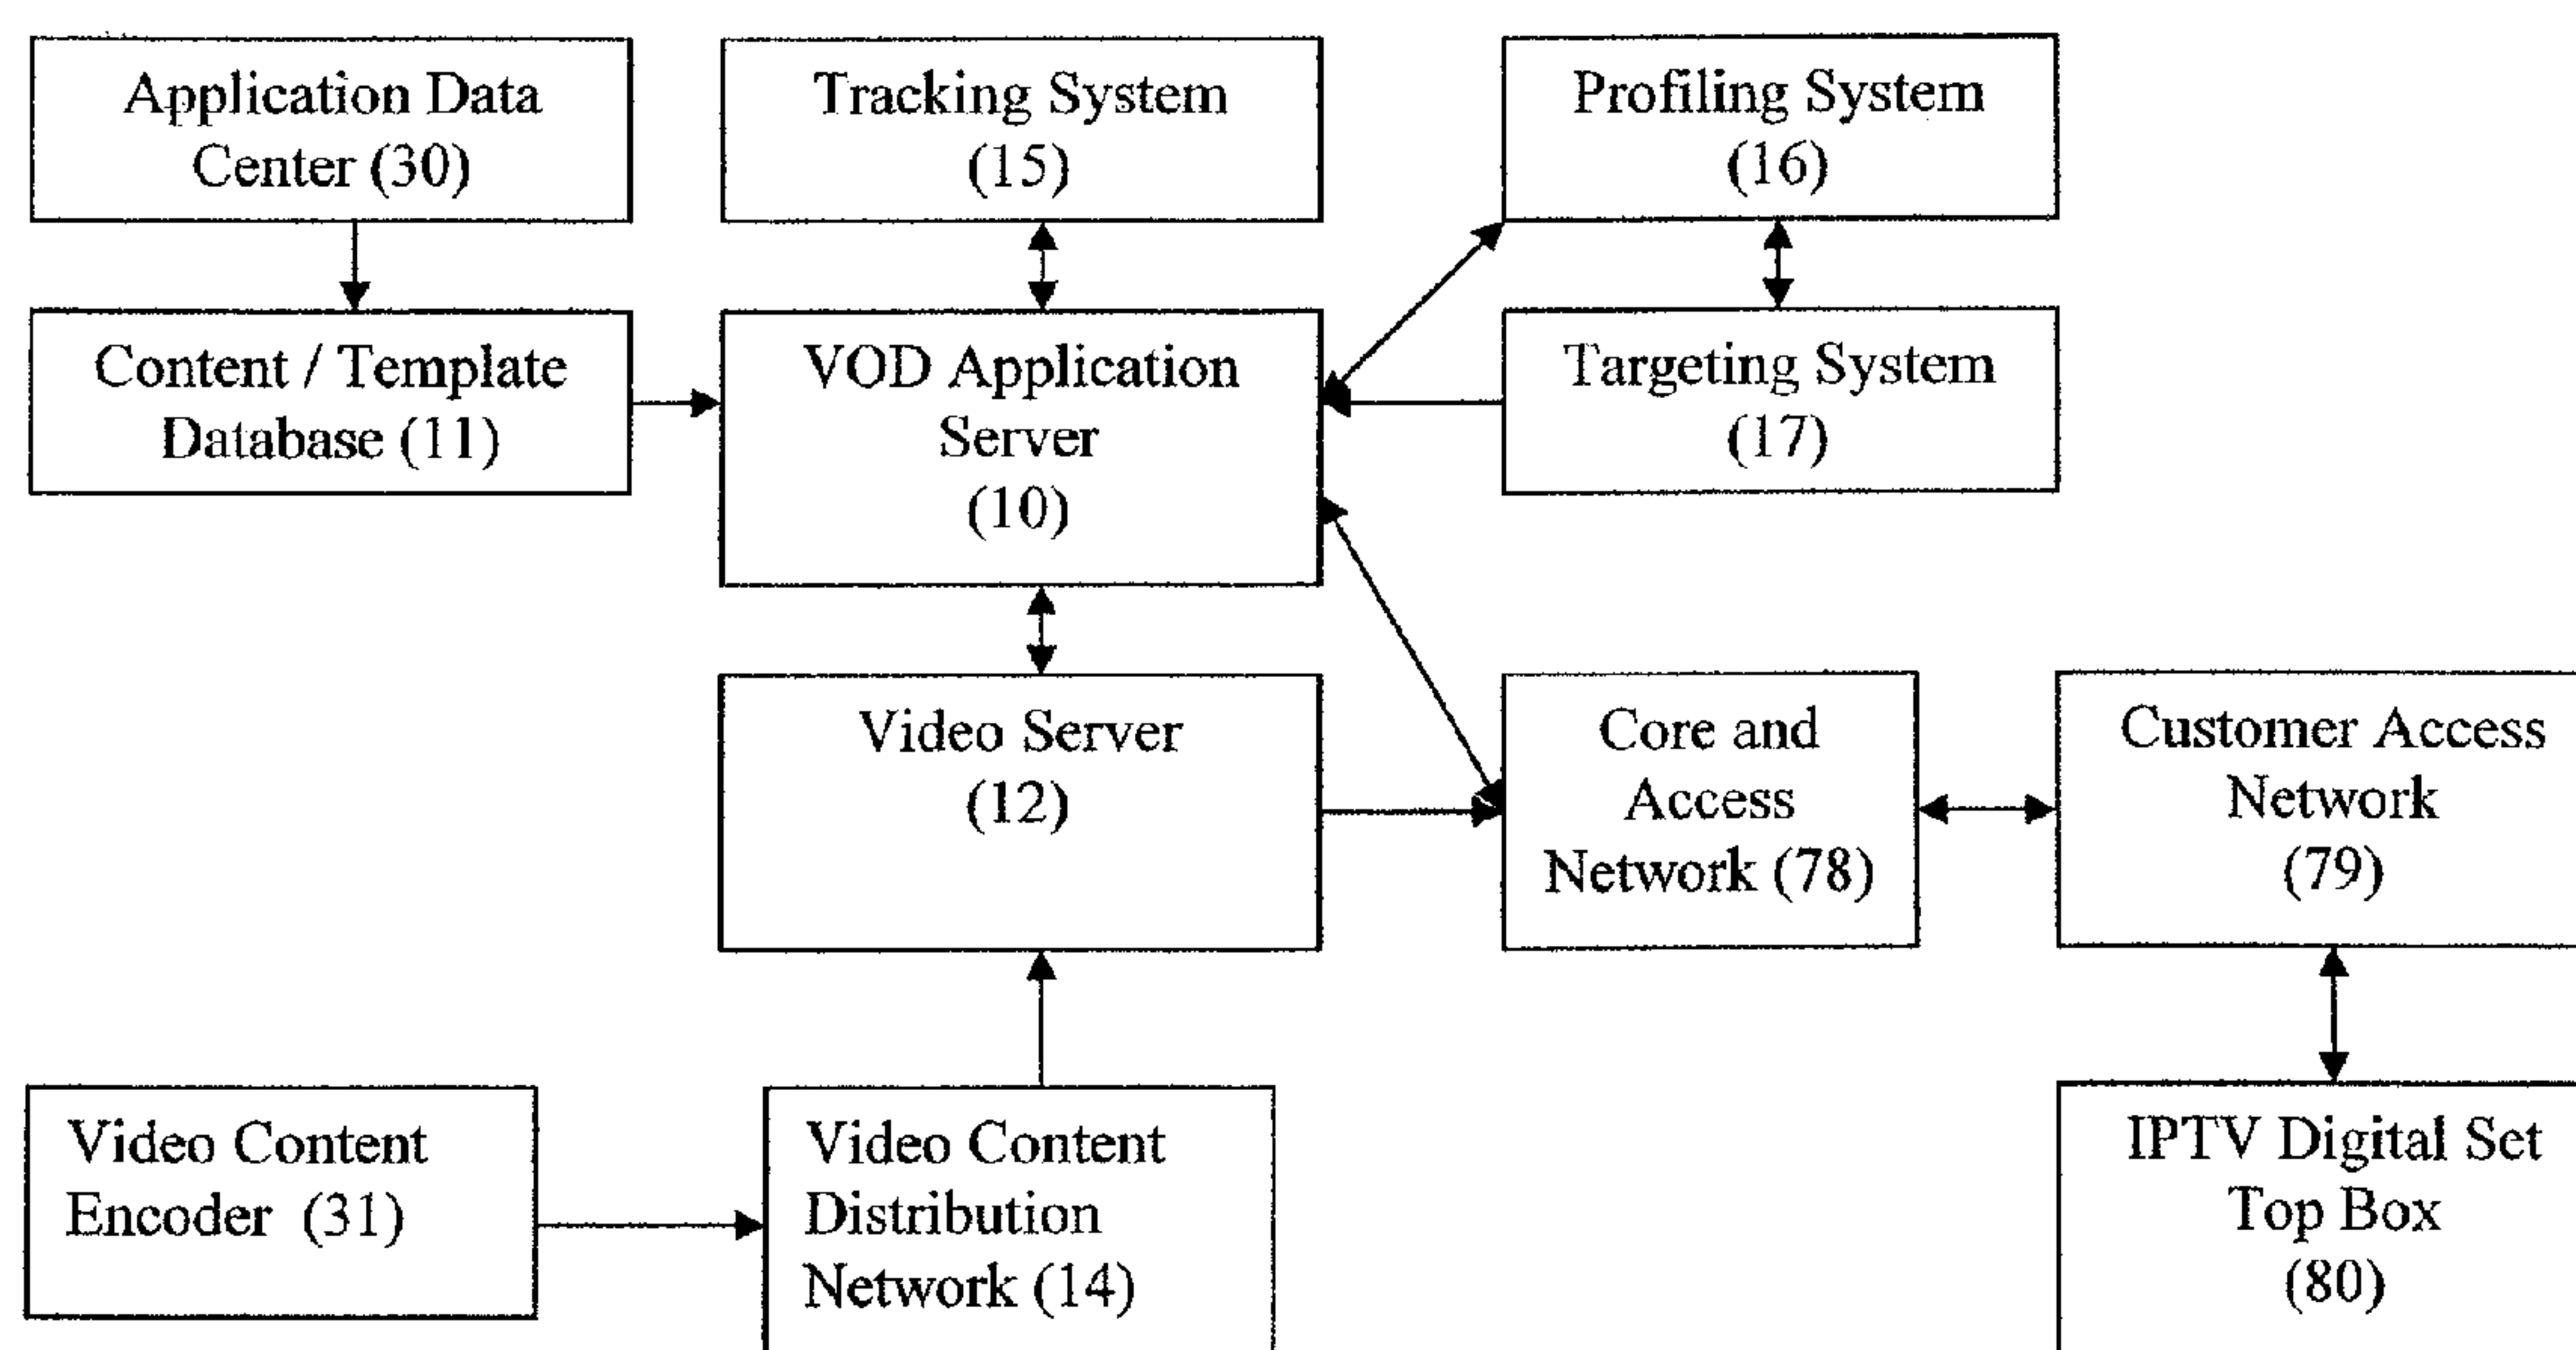 Application Data
Center (30)
Tracking System
(15)
Profiling System
(16)
Content / Template
Database (11)
VOD Application
Server
(10)
Targeting System
(17)
Video Server
(12)
Core and
Access
Network (78)
Customer Access
Network
(79)
Video Content
Encoder (31)
Video Content
Distribution
Network (14)
IPTV Digital Set
Top Box
(80)